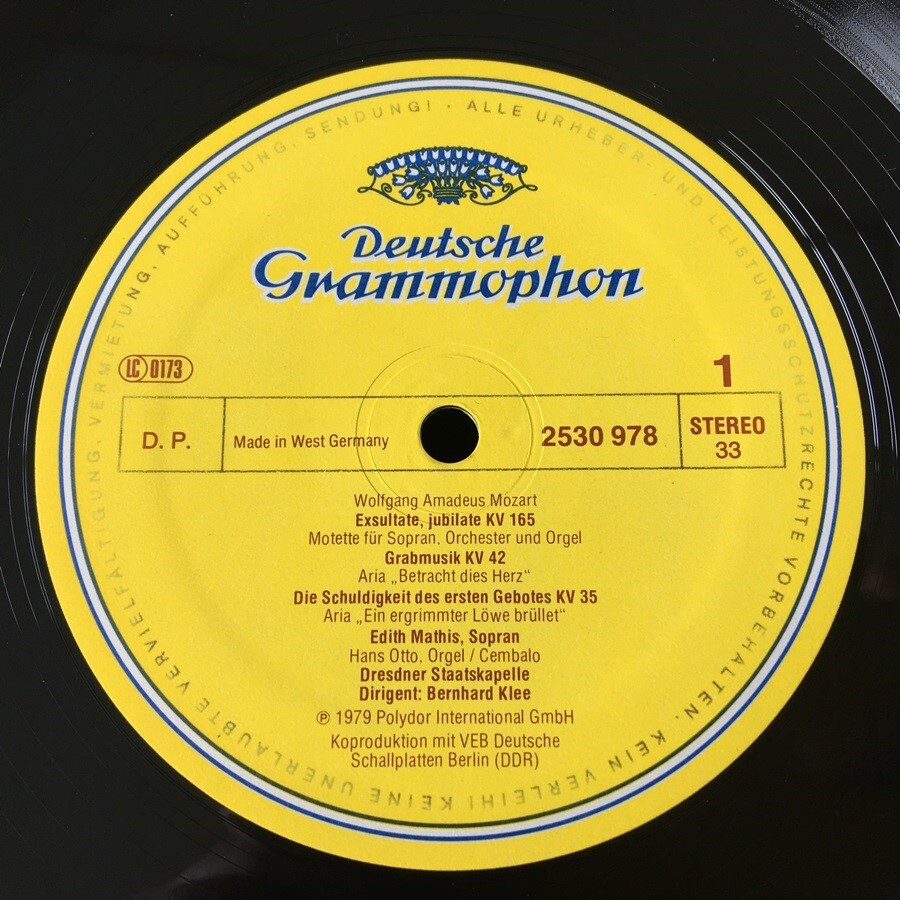 ALLE URHEBER- UND LEISTUNGSSCHUTZRECHTE VORBEHALTEN. KEIN VERLEIH! KEINE UNERLAUBTE VERVIELFÄLTIGUNG, VERMIETUNG, AUFFÜHRUNG, SENDUNG! ·
Deutsche
Grammophon
LC 0173
1
D. P.
Made in West Germany
2530 978
STEREO
33
Wolfgang Amadeus Mozart
Exsultate, jubilate KV 165
Motette für Sopran, Orchester und Orgel
Grabmusik KV 42
Aria „Betracht dies Herz“
Die Schuldigkeit des ersten Gebotes KV 35
Aria „Ein ergrimmter Löwe brüllet“
Edith Mathis, Sopran
Hans Otto, Orgel / Cembalo
Dresdner Staatskapelle
Dirigent: Bernhard Klee
℗ 1979 Polydor International GmbH
Koproduktion mit VEB Deutsche
Schallplatten Berlin (DDR)